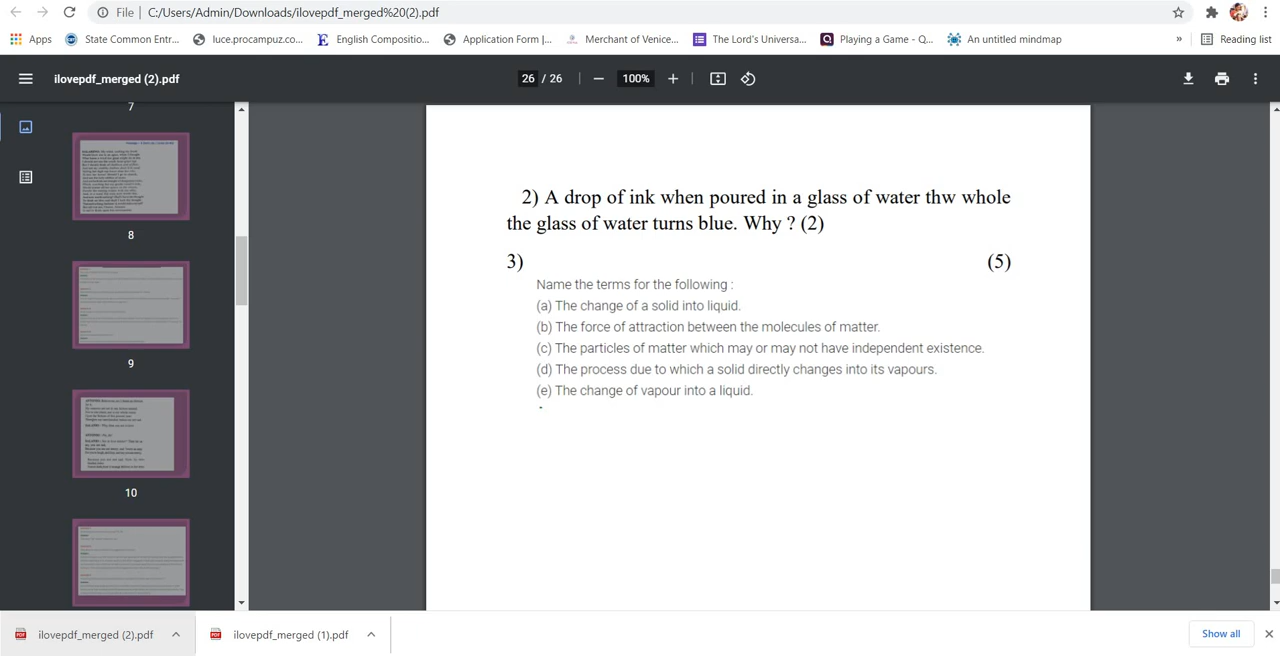 File
C:/Users/Admin/Downloads/ilovepdf_merged%20(2).pdf
Apps
State Common Entr...
luce.procampuz.co...
English Compositio...
Application Form |...
Merchant of Venice...
The Lord's Universa...
Playing a Game - Q...
An untitled mindmap
»
Reading list
ilovepdf_merged (2).pdf
26 / 26
100%
7
8
9
10
2) A drop of ink when poured in a glass of water thw whole
the glass of water turns blue. Why ? (2)
3) (5)
Name the terms for the following :
(a) The change of a solid into liquid.
(b) The force of attraction between the molecules of matter.
(c) The particles of matter which may or may not have independent existence.
(d) The process due to which a solid directly changes into its vapours.
(e) The change of vapour into a liquid.
ilovepdf_merged (2).pdf
ilovepdf_merged (1).pdf
Show all